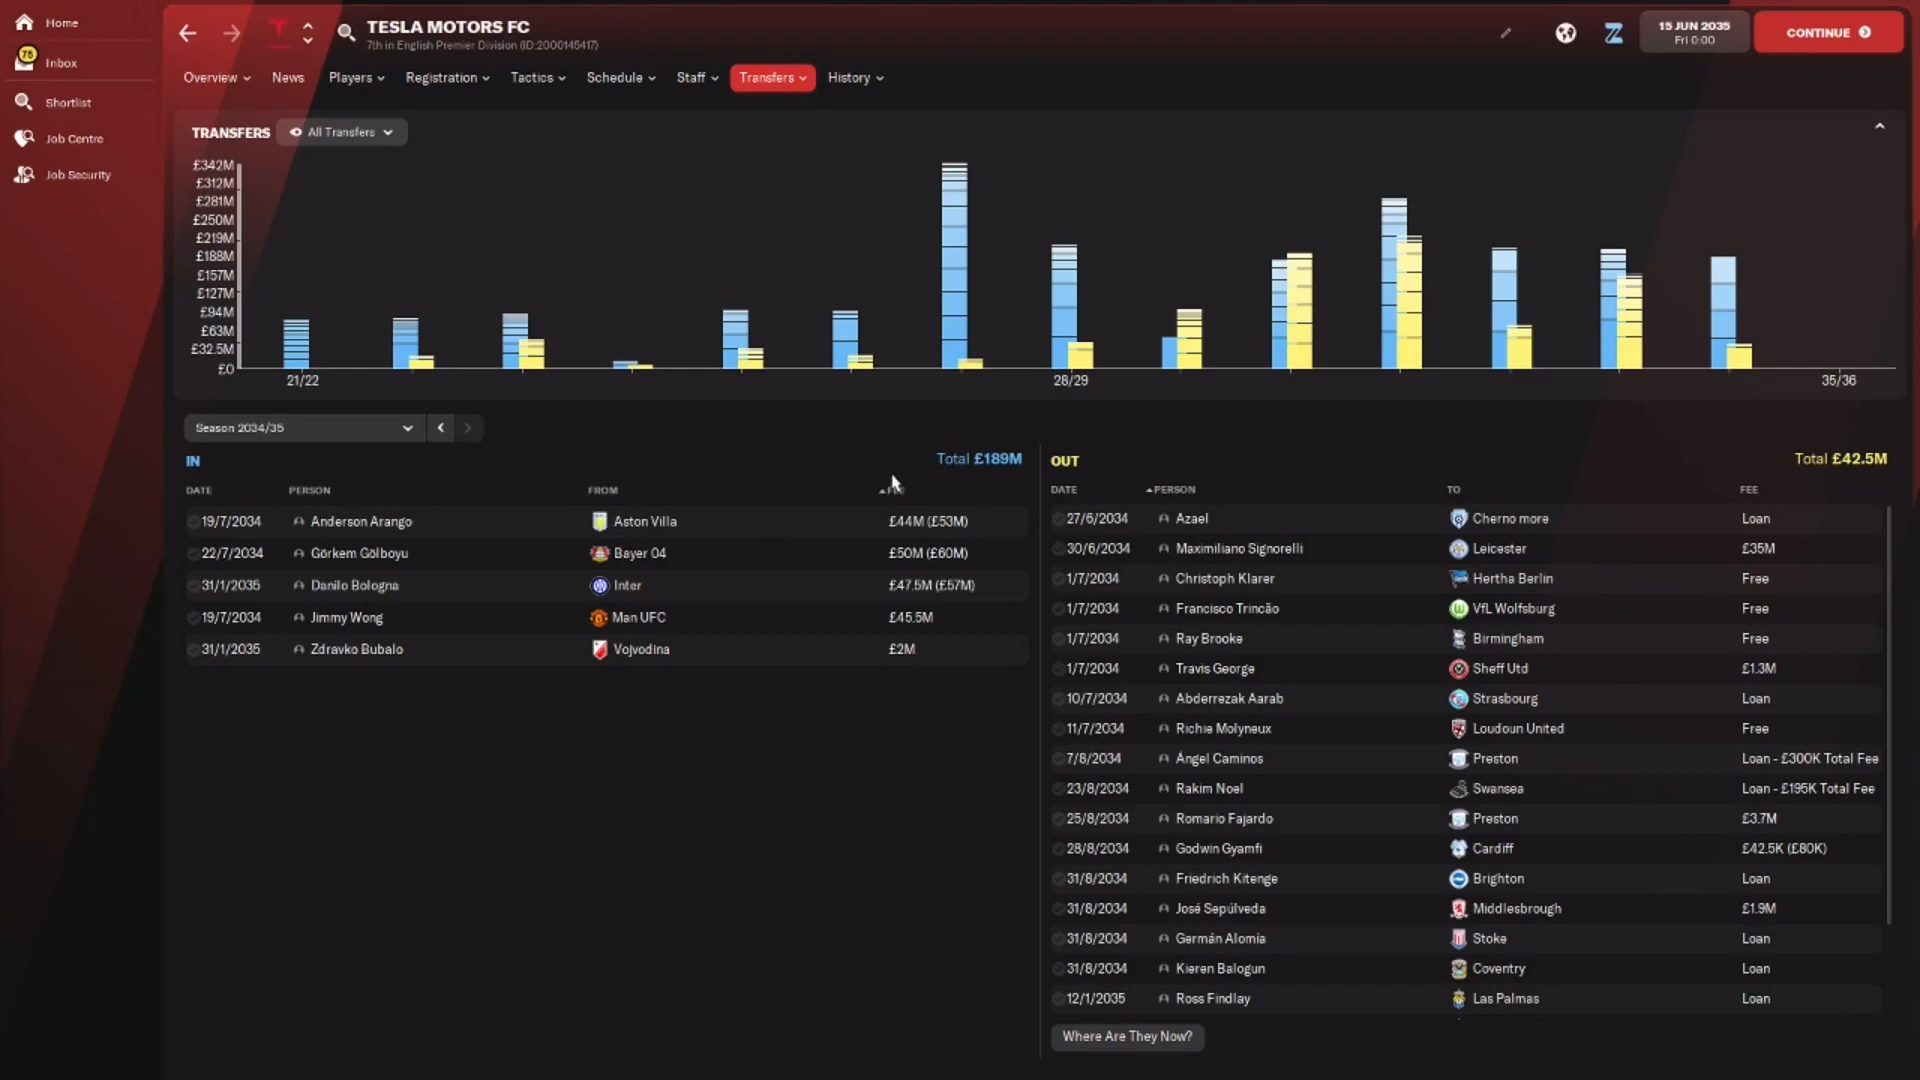 Home
75
Inbox
Shortlist
Job Centre
Job Security
TESLA MOTORS FC
7th in English Premier Division (ID:2000145417)
15 JUN 2035
Fri 0:00
CONTINUE
Overview News Players Registration Tactics Schedule Staff Transfers History
TRANSFERS All Transfers
£342M
£312M
£281M
£250M
£219M
£188M
£157M
£127M
£94M
£63M
£32.5M
£0
21/22 28/29 35/36
Season 2034/35
IN Total £189M
DATE PERSON FROM
19/7/2034 Anderson Arango Aston Villa £44M (£53M)
22/7/2034 Görkem Gölboyu Bayer 04 £50M (£60M)
31/1/2035 Danilo Bologna Inter £47.5M (£57M)
19/7/2034 Jimmy Wong Man UFC £45.5M
31/1/2035 Zdravko Bubalo Vojvodina £2M
OUT Total £42.5M
DATE PERSON TO FEE
27/6/2034 Azael Cherno more Loan
30/6/2034 Maximiliano Signorelli Leicester £35M
1/7/2034 Christoph Klarer Hertha Berlin Free
1/7/2034 Francisco Trincão VfL Wolfsburg Free
1/7/2034 Ray Brooke Birmingham Free
1/7/2034 Travis George Sheff Utd £1.3M
10/7/2034 Abderrezak Aarab Strasbourg Loan
11/7/2034 Richie Molyneux Loudoun United Free
7/8/2034 Ángel Caminos Preston Loan - £300K Total Fee
23/8/2034 Rakim Noel Swansea Loan - £195K Total Fee
25/8/2034 Romario Fajardo Preston £3.7M
28/8/2034 Godwin Gyamfi Cardiff £42.5K (£80K)
31/8/2034 Friedrich Kitenge Brighton Loan
31/8/2034 José Sepúlveda Middlesbrough £1.9M
31/8/2034 Germán Alomía Stoke Loan
31/8/2034 Kieren Balogun Coventry Loan
12/1/2035 Ross Findlay Las Palmas Loan
Where Are They Now?